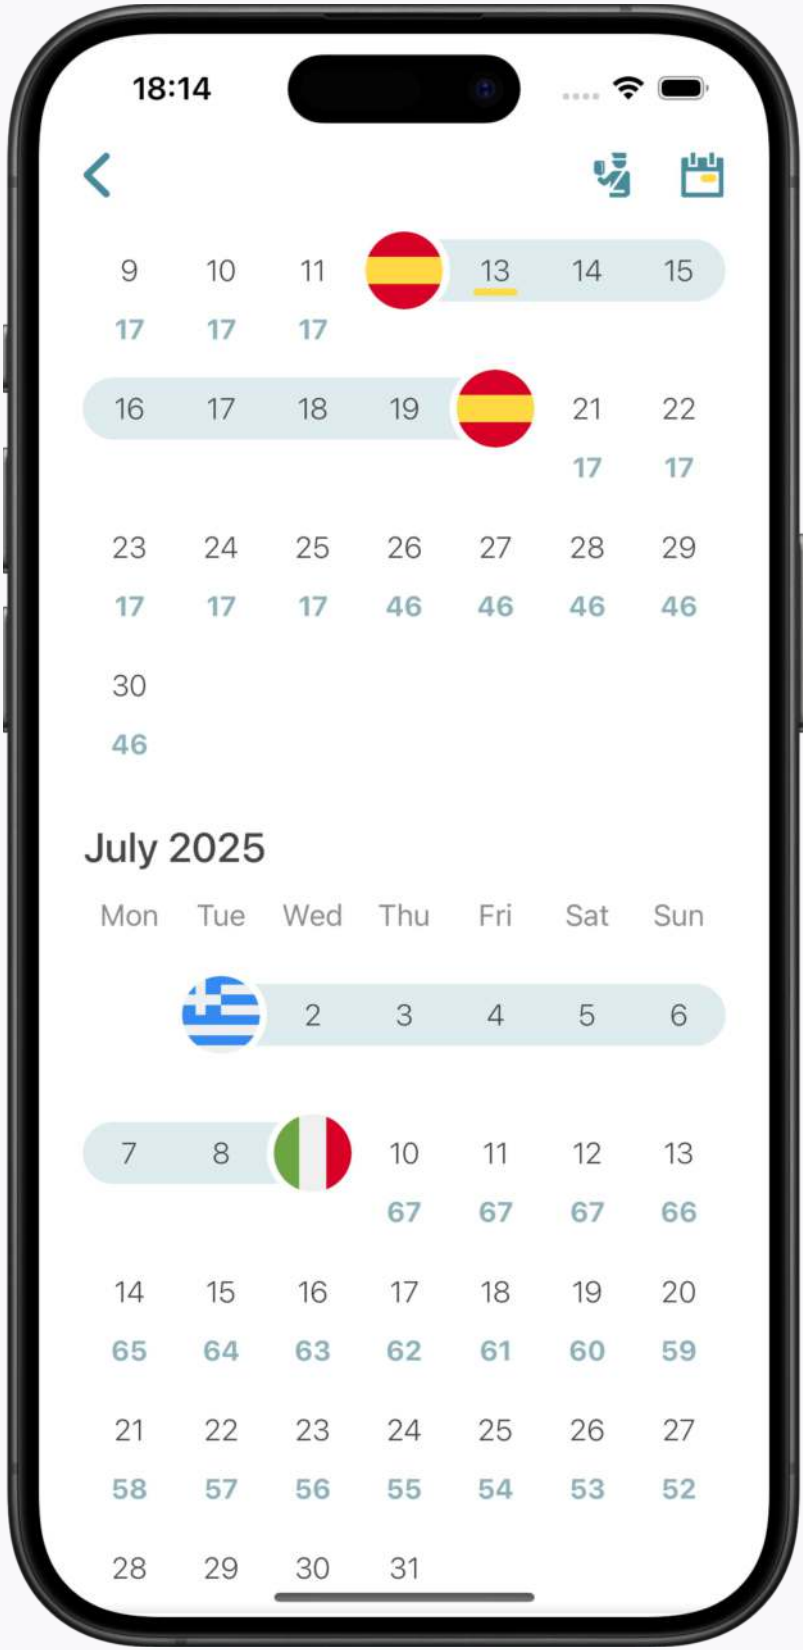 18:14
9 10 11 13 14 15
17 17 17
16 17 18 19 21 22
17 17
23 24 25 26 27 28 29
17 17 17 46 46 46 46
30
46
July 2025
Mon Tue Wed Thu Fri Sat Sun
2 3 4 5 6
7 8 10 11 12 13
67 67 67 66
14 15 16 17 18 19 20
65 64 63 62 61 60 59
21 22 23 24 25 26 27
58 57 56 55 54 53 52
28 29 30 31